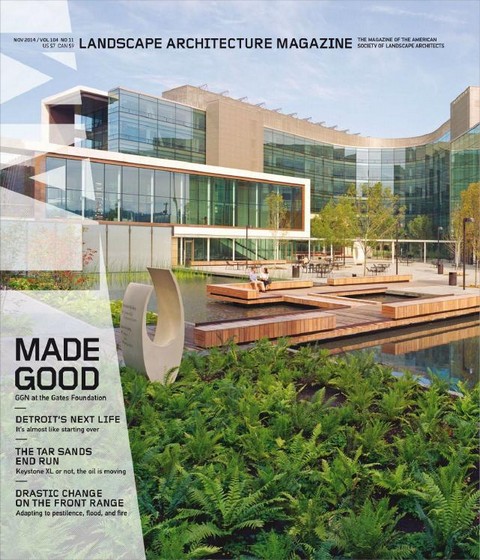 NOV 2014 / VOL 104 NO 11
US $7 CAN $9
LANDSCAPE ARCHITECTURE MAGAZINE
THE MAGAZINE OF THE AMERICAN
SOCIETY OF LANDSCAPE ARCHITECTS
MADE
GOOD
GGN at the Gates Foundation
DETROIT'S NEXT LIFE
It's almost like starting over
THE TAR SANDS
END RUN
Keystone XL or not, the oil is moving
DRASTIC CHANGE
ON THE FRONT RANGE
Adapting to pestilence, flood, and fire